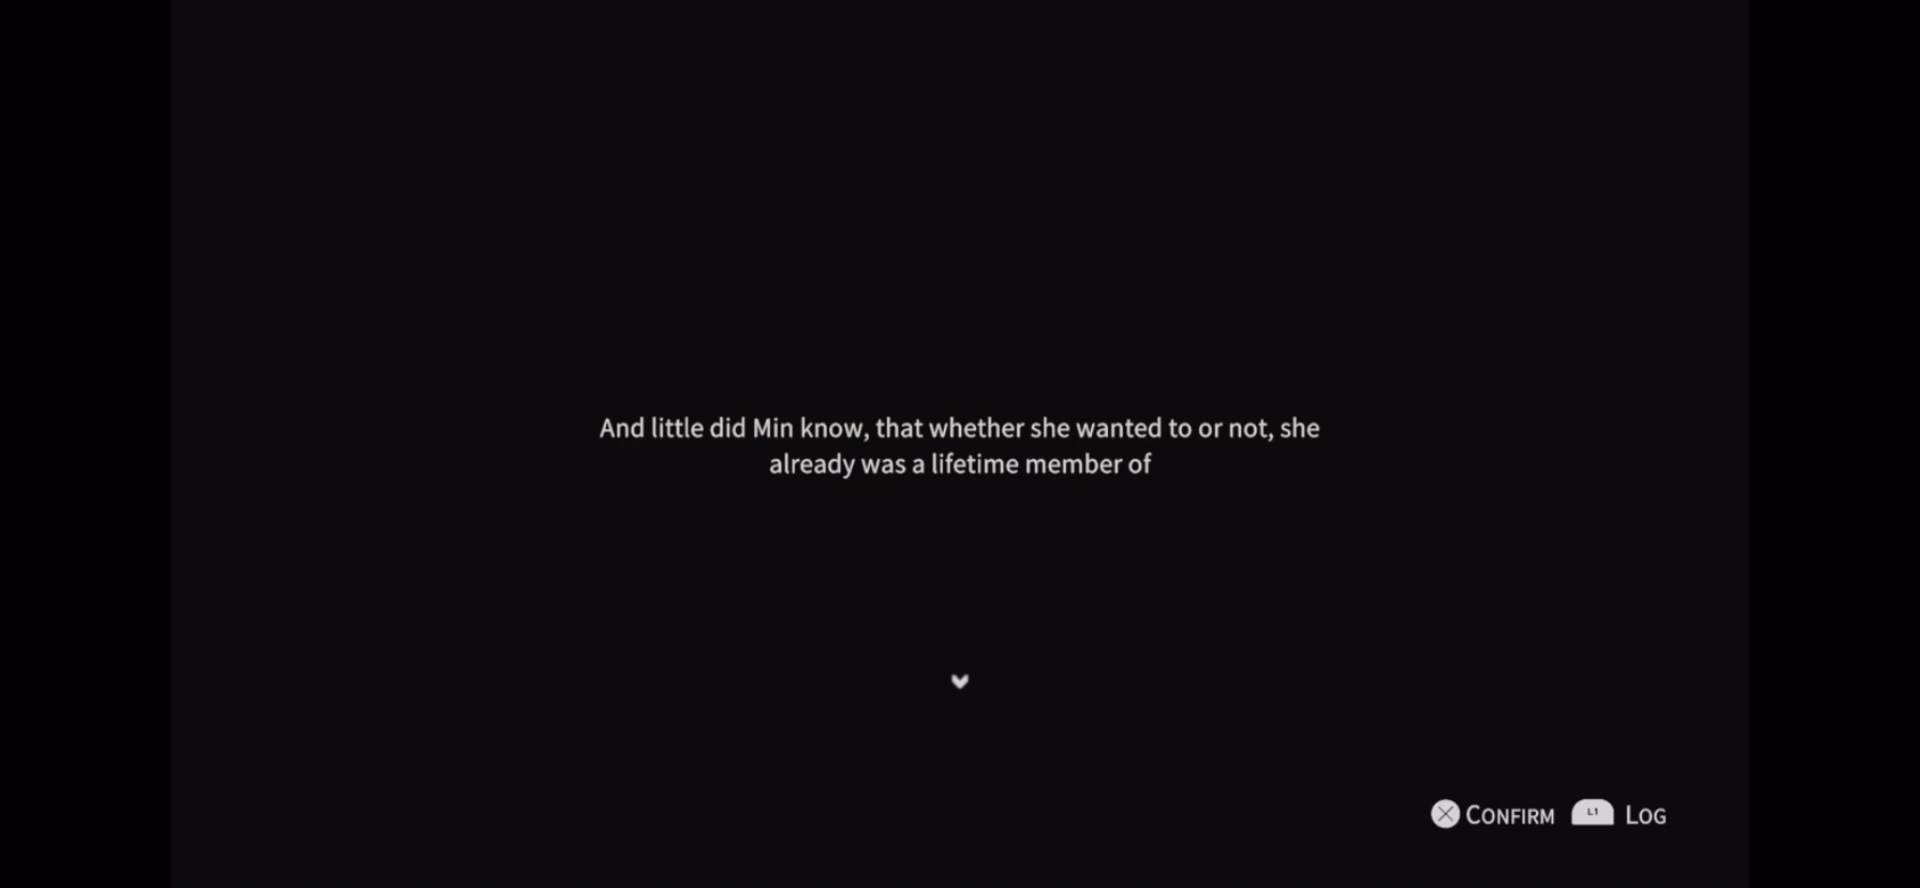 And little did Min know, that whether she wanted to or not, she
already was a lifetime member of
L1
CONFIRM LOG